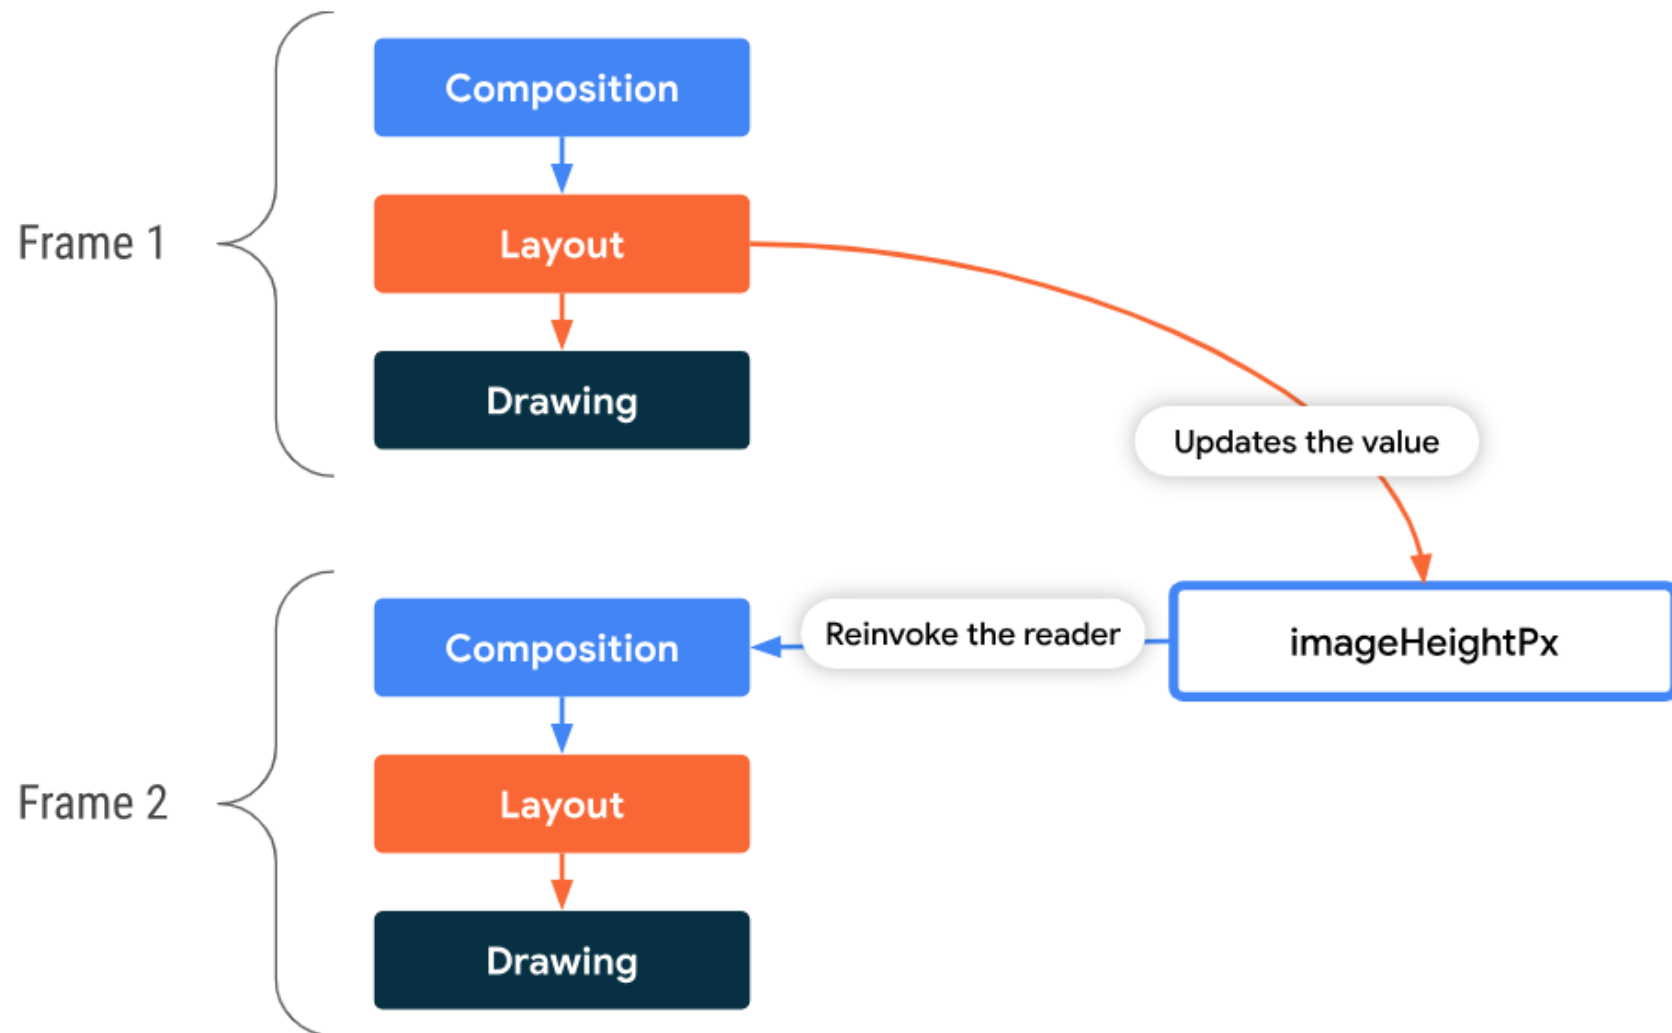 Frame 1
Composition
Layout
Drawing
Updates the value
Frame 2
Composition
Reinvoke the reader
imageHeightPx
Layout
Drawing